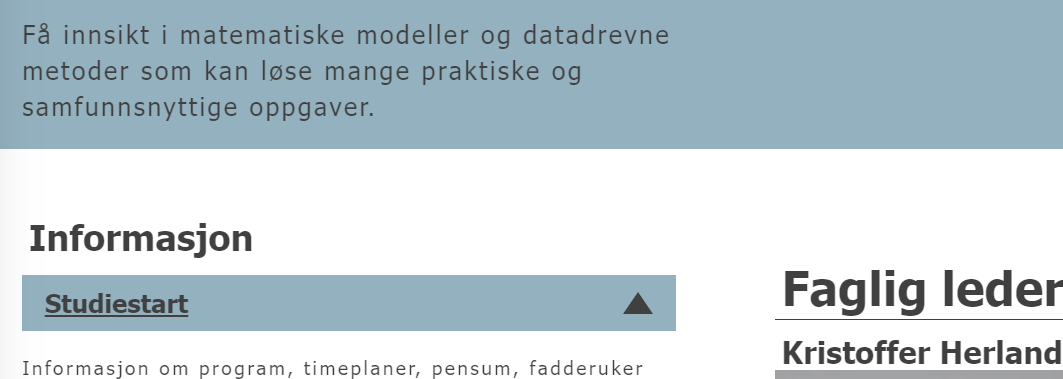 Få innsikt i matematiske modeller og datadrevne
metoder som kan løse mange praktiske og
samfunnsnyttige oppgaver.
Informasjon
Studiestart
Informasjon om program, timeplaner, pensum, fadderuker
Faglig leder
Kristoffer Herland